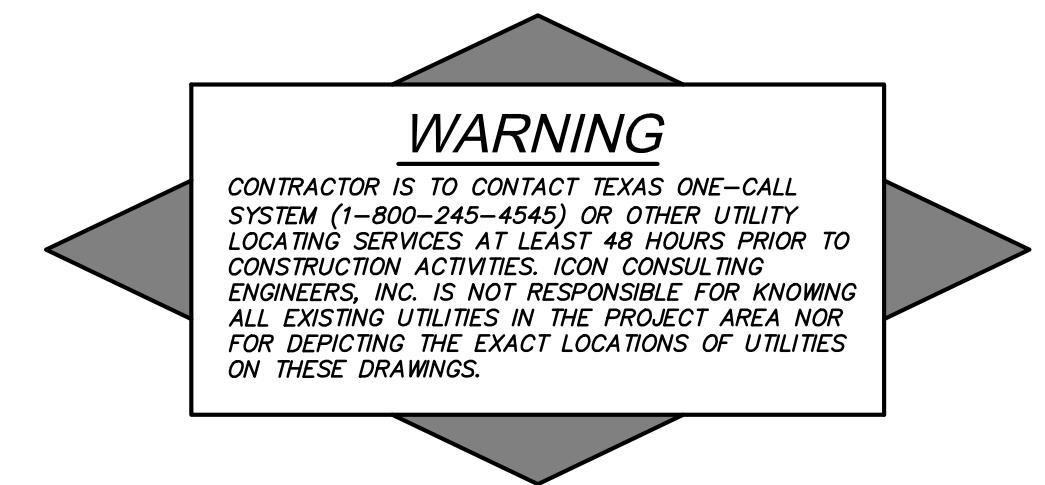 WARNING
CONTRACTOR IS TO CONTACT TEXAS ONE-CALL
SYSTEM (1-800-245-4545) OR OTHER UTILITY
LOCATING SERVICES AT LEAST 48 HOURS PRIOR TO
CONSTRUCTION ACTIVITIES. ICON CONSULTING
ENGINEERS, INC. IS NOT RESPONSIBLE FOR KNOWING
ALL EXISTING UTILITIES IN THE PROJECT AREA NOR
FOR DEPICTING THE EXACT LOCATIONS OF UTILITIES
ON THESE DRAWINGS.